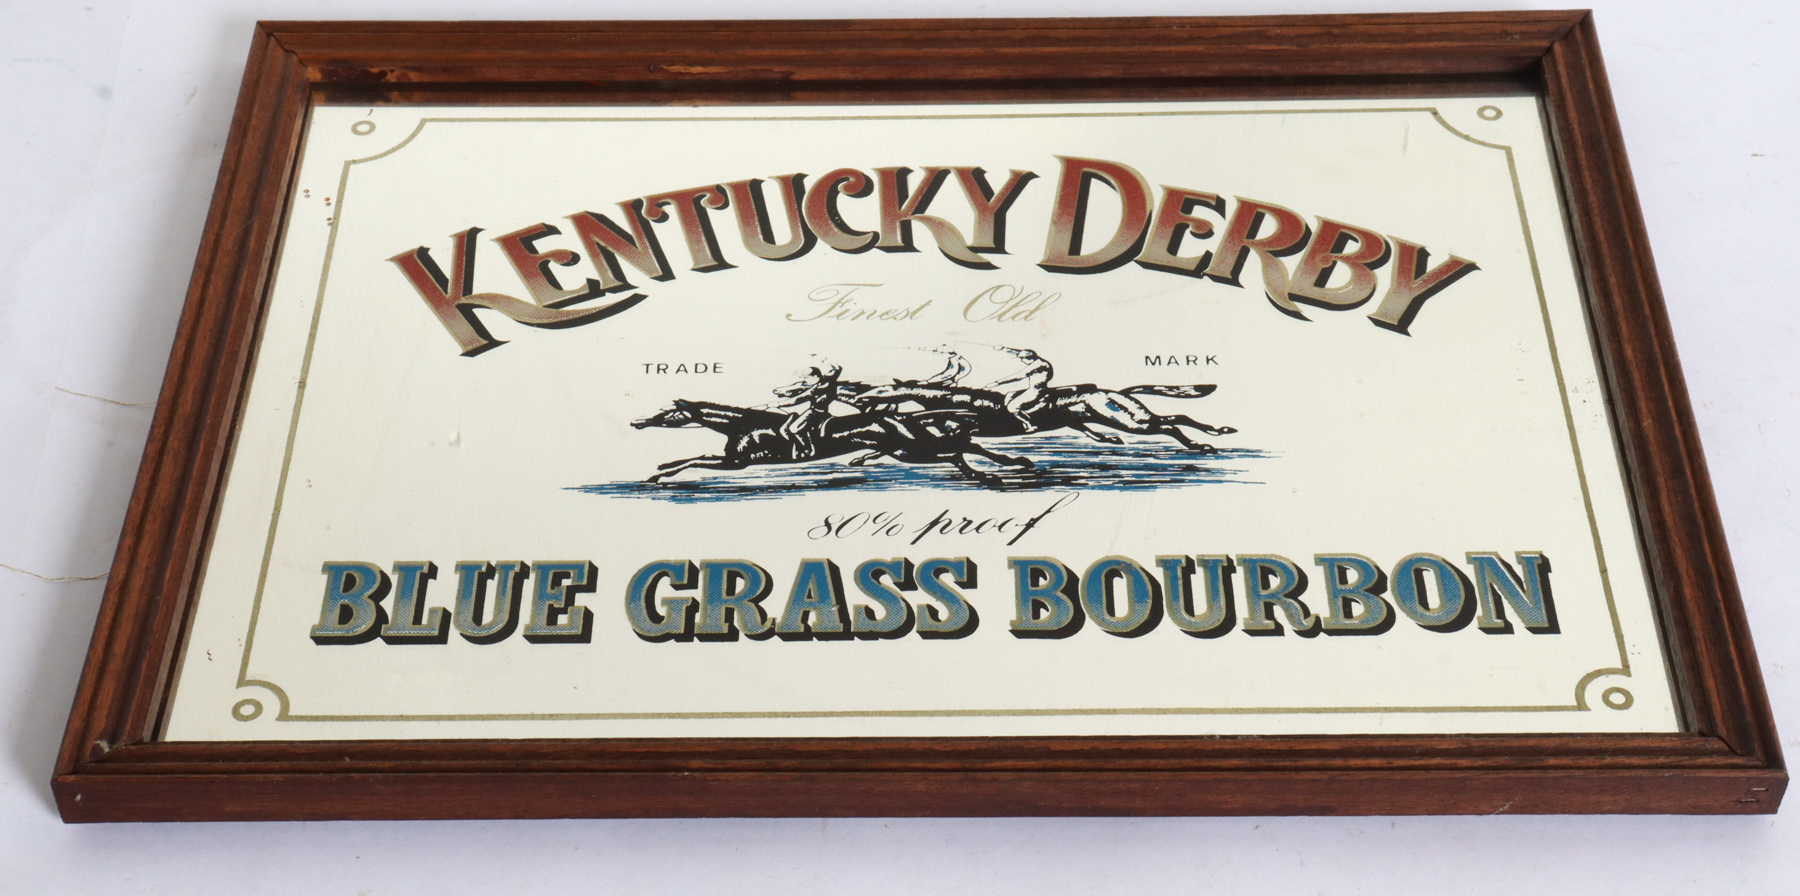 KENTUCKY DERBY
Finest Old
TRADE MARK
80% proof
BLUE GRASS BOURBON